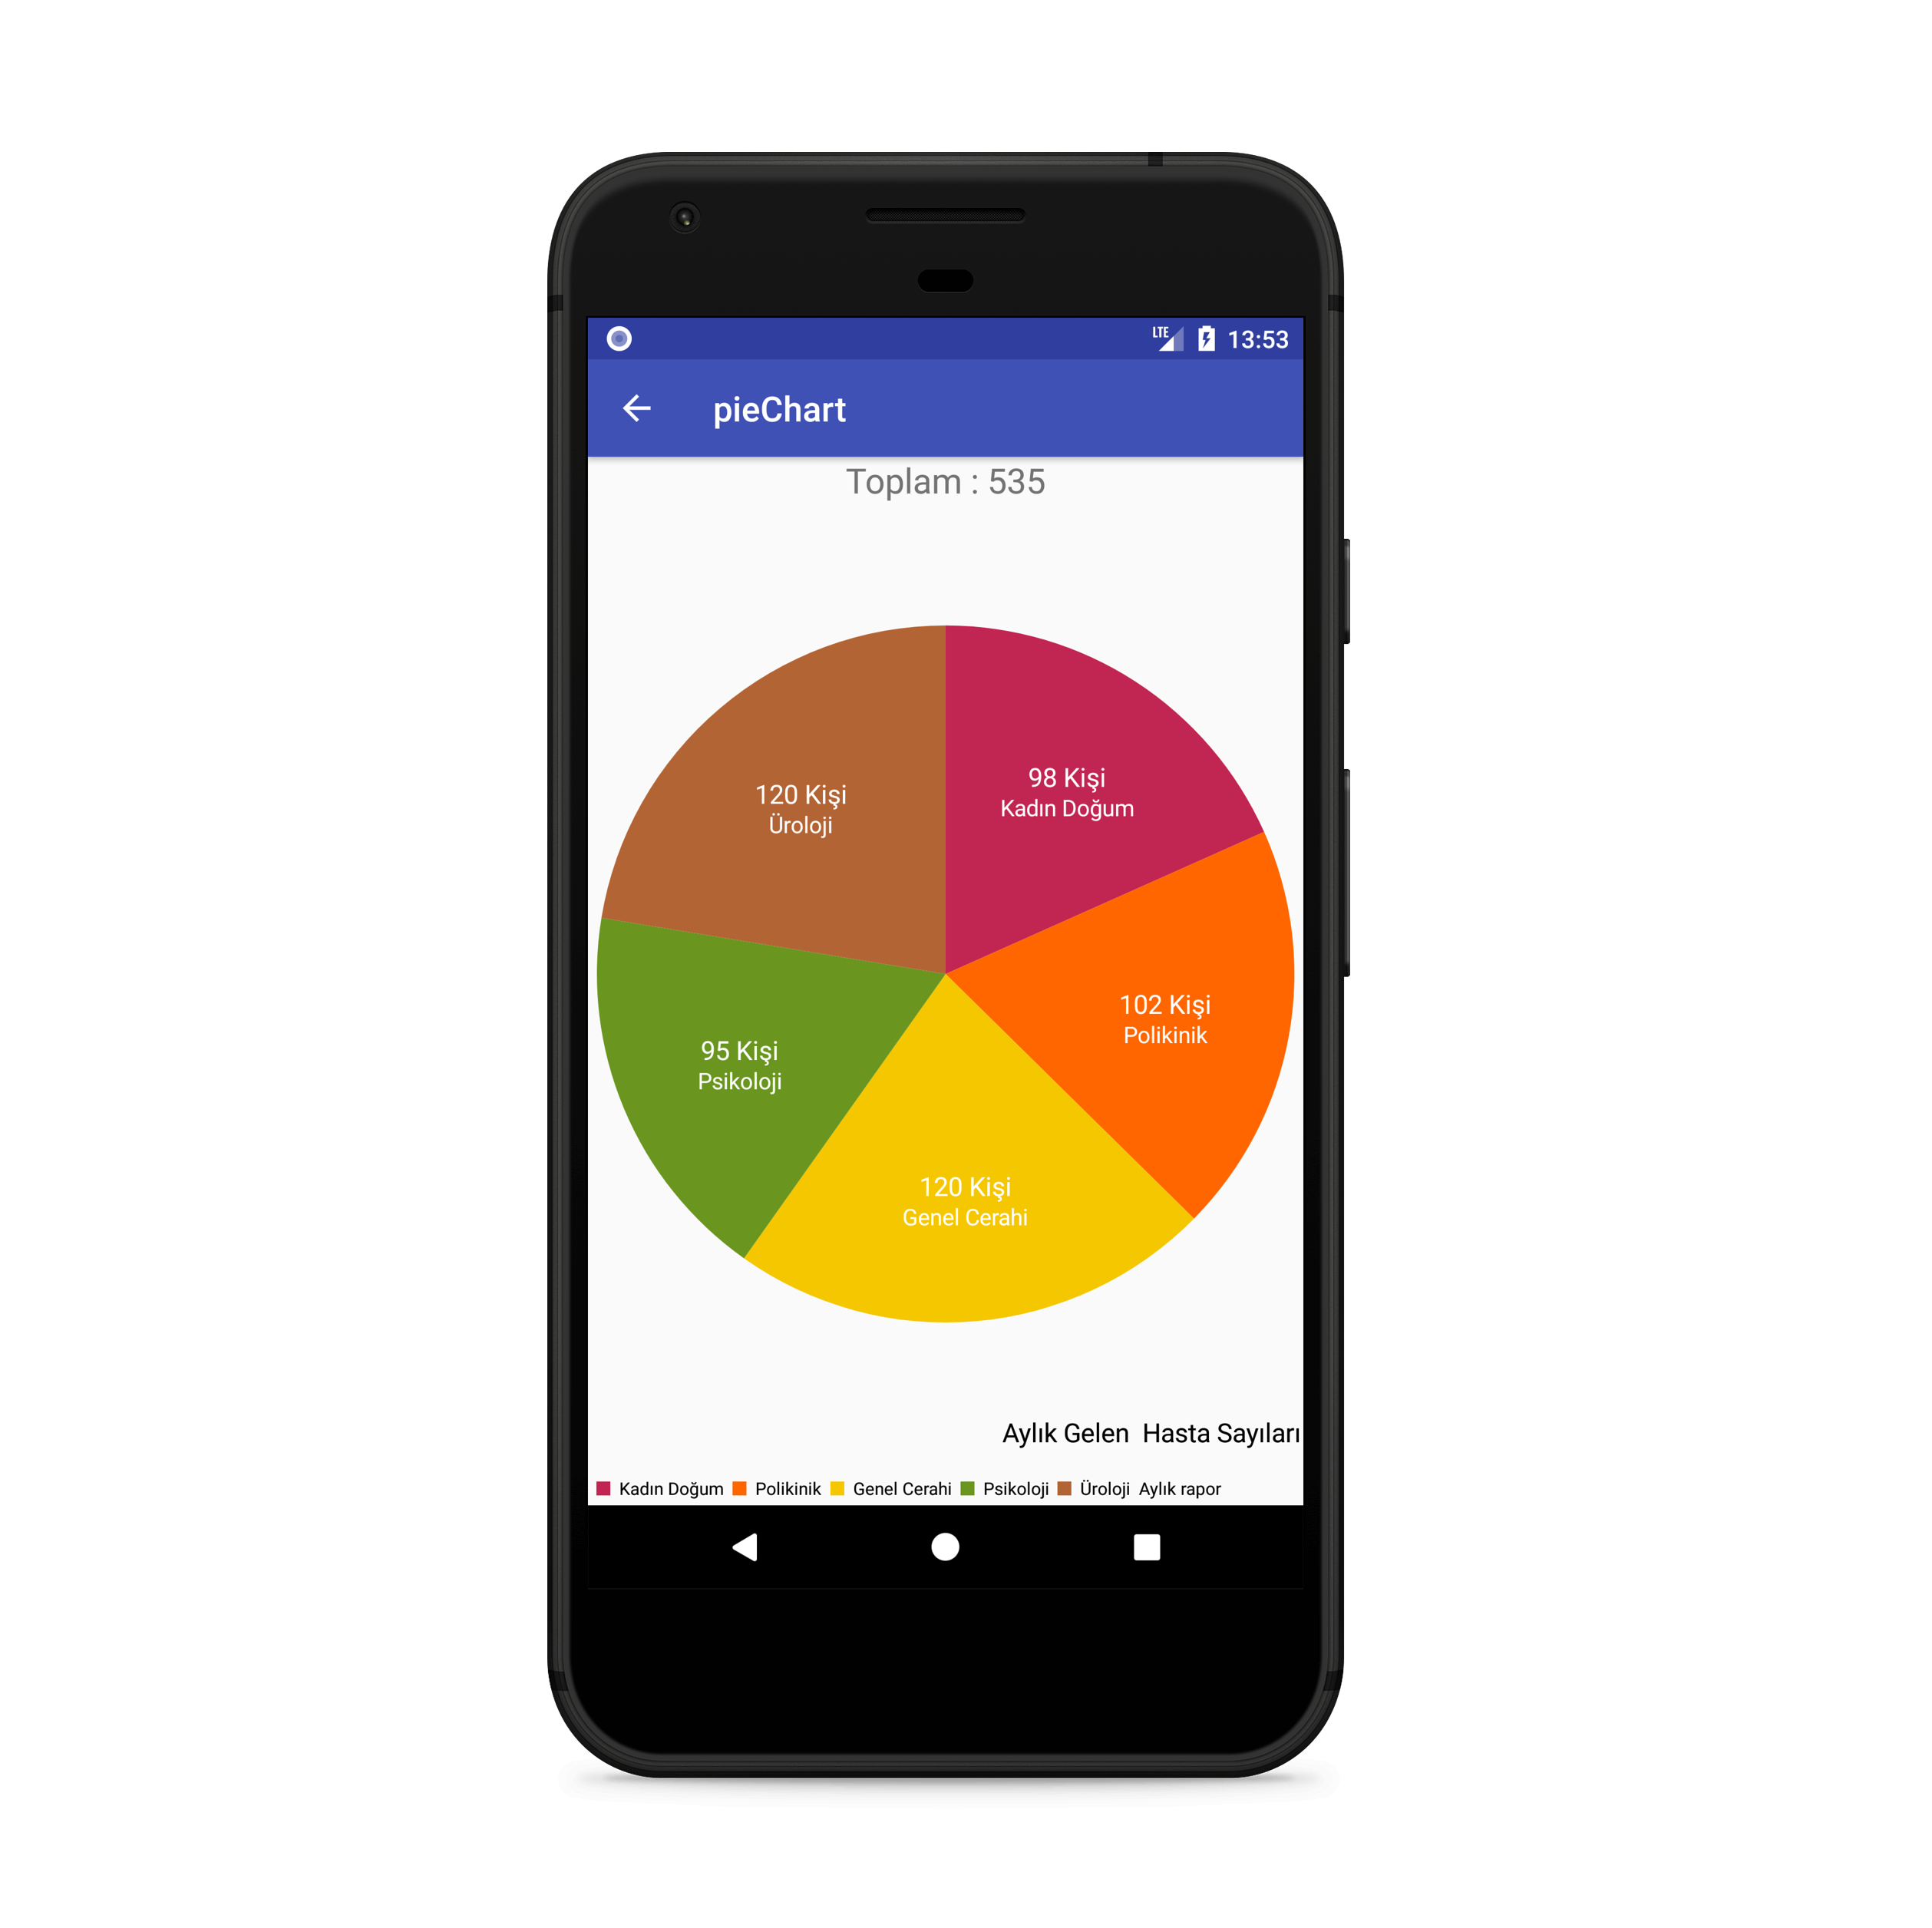 LTE 13:53
pieChart
Toplam : 535
98 Kişi
Kadın Doğum
120 Kişi
Üroloji
102 Kişi
Polikinik
95 Kişi
Psikoloji
120 Kişi
Genel Cerahi
Aylık Gelen  Hasta Sayıları
Kadın Doğum Polikinik Genel Cerahi Psikoloji Üroloji Aylık rapor